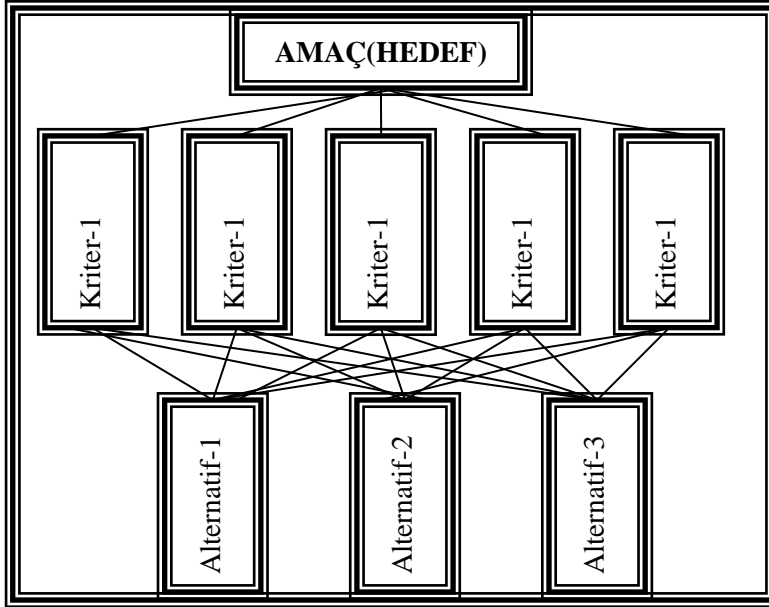 AMAÇ(HEDEF)
Kriter-1
Kriter-1
Kriter-1
Kriter-1
Kriter-1
Alternatif-1
Alternatif-2
Alternatif-3